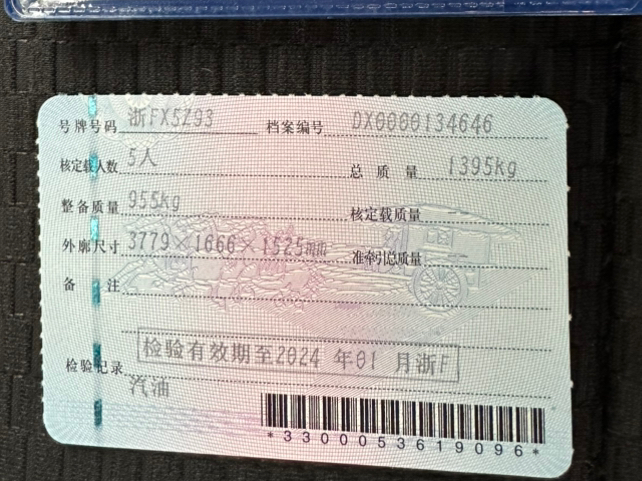 号牌号码 浙FX5Z93 档案编号 DX0000134646
核定载人数 5人 总质量 1395kg
整备质量 955kg 核定载质量
外廓尺寸 3779×1666×1525 准牵引总质量
备注
检验有效期至2024 年01 月浙F
检验记录
汽油
*3300053619096*